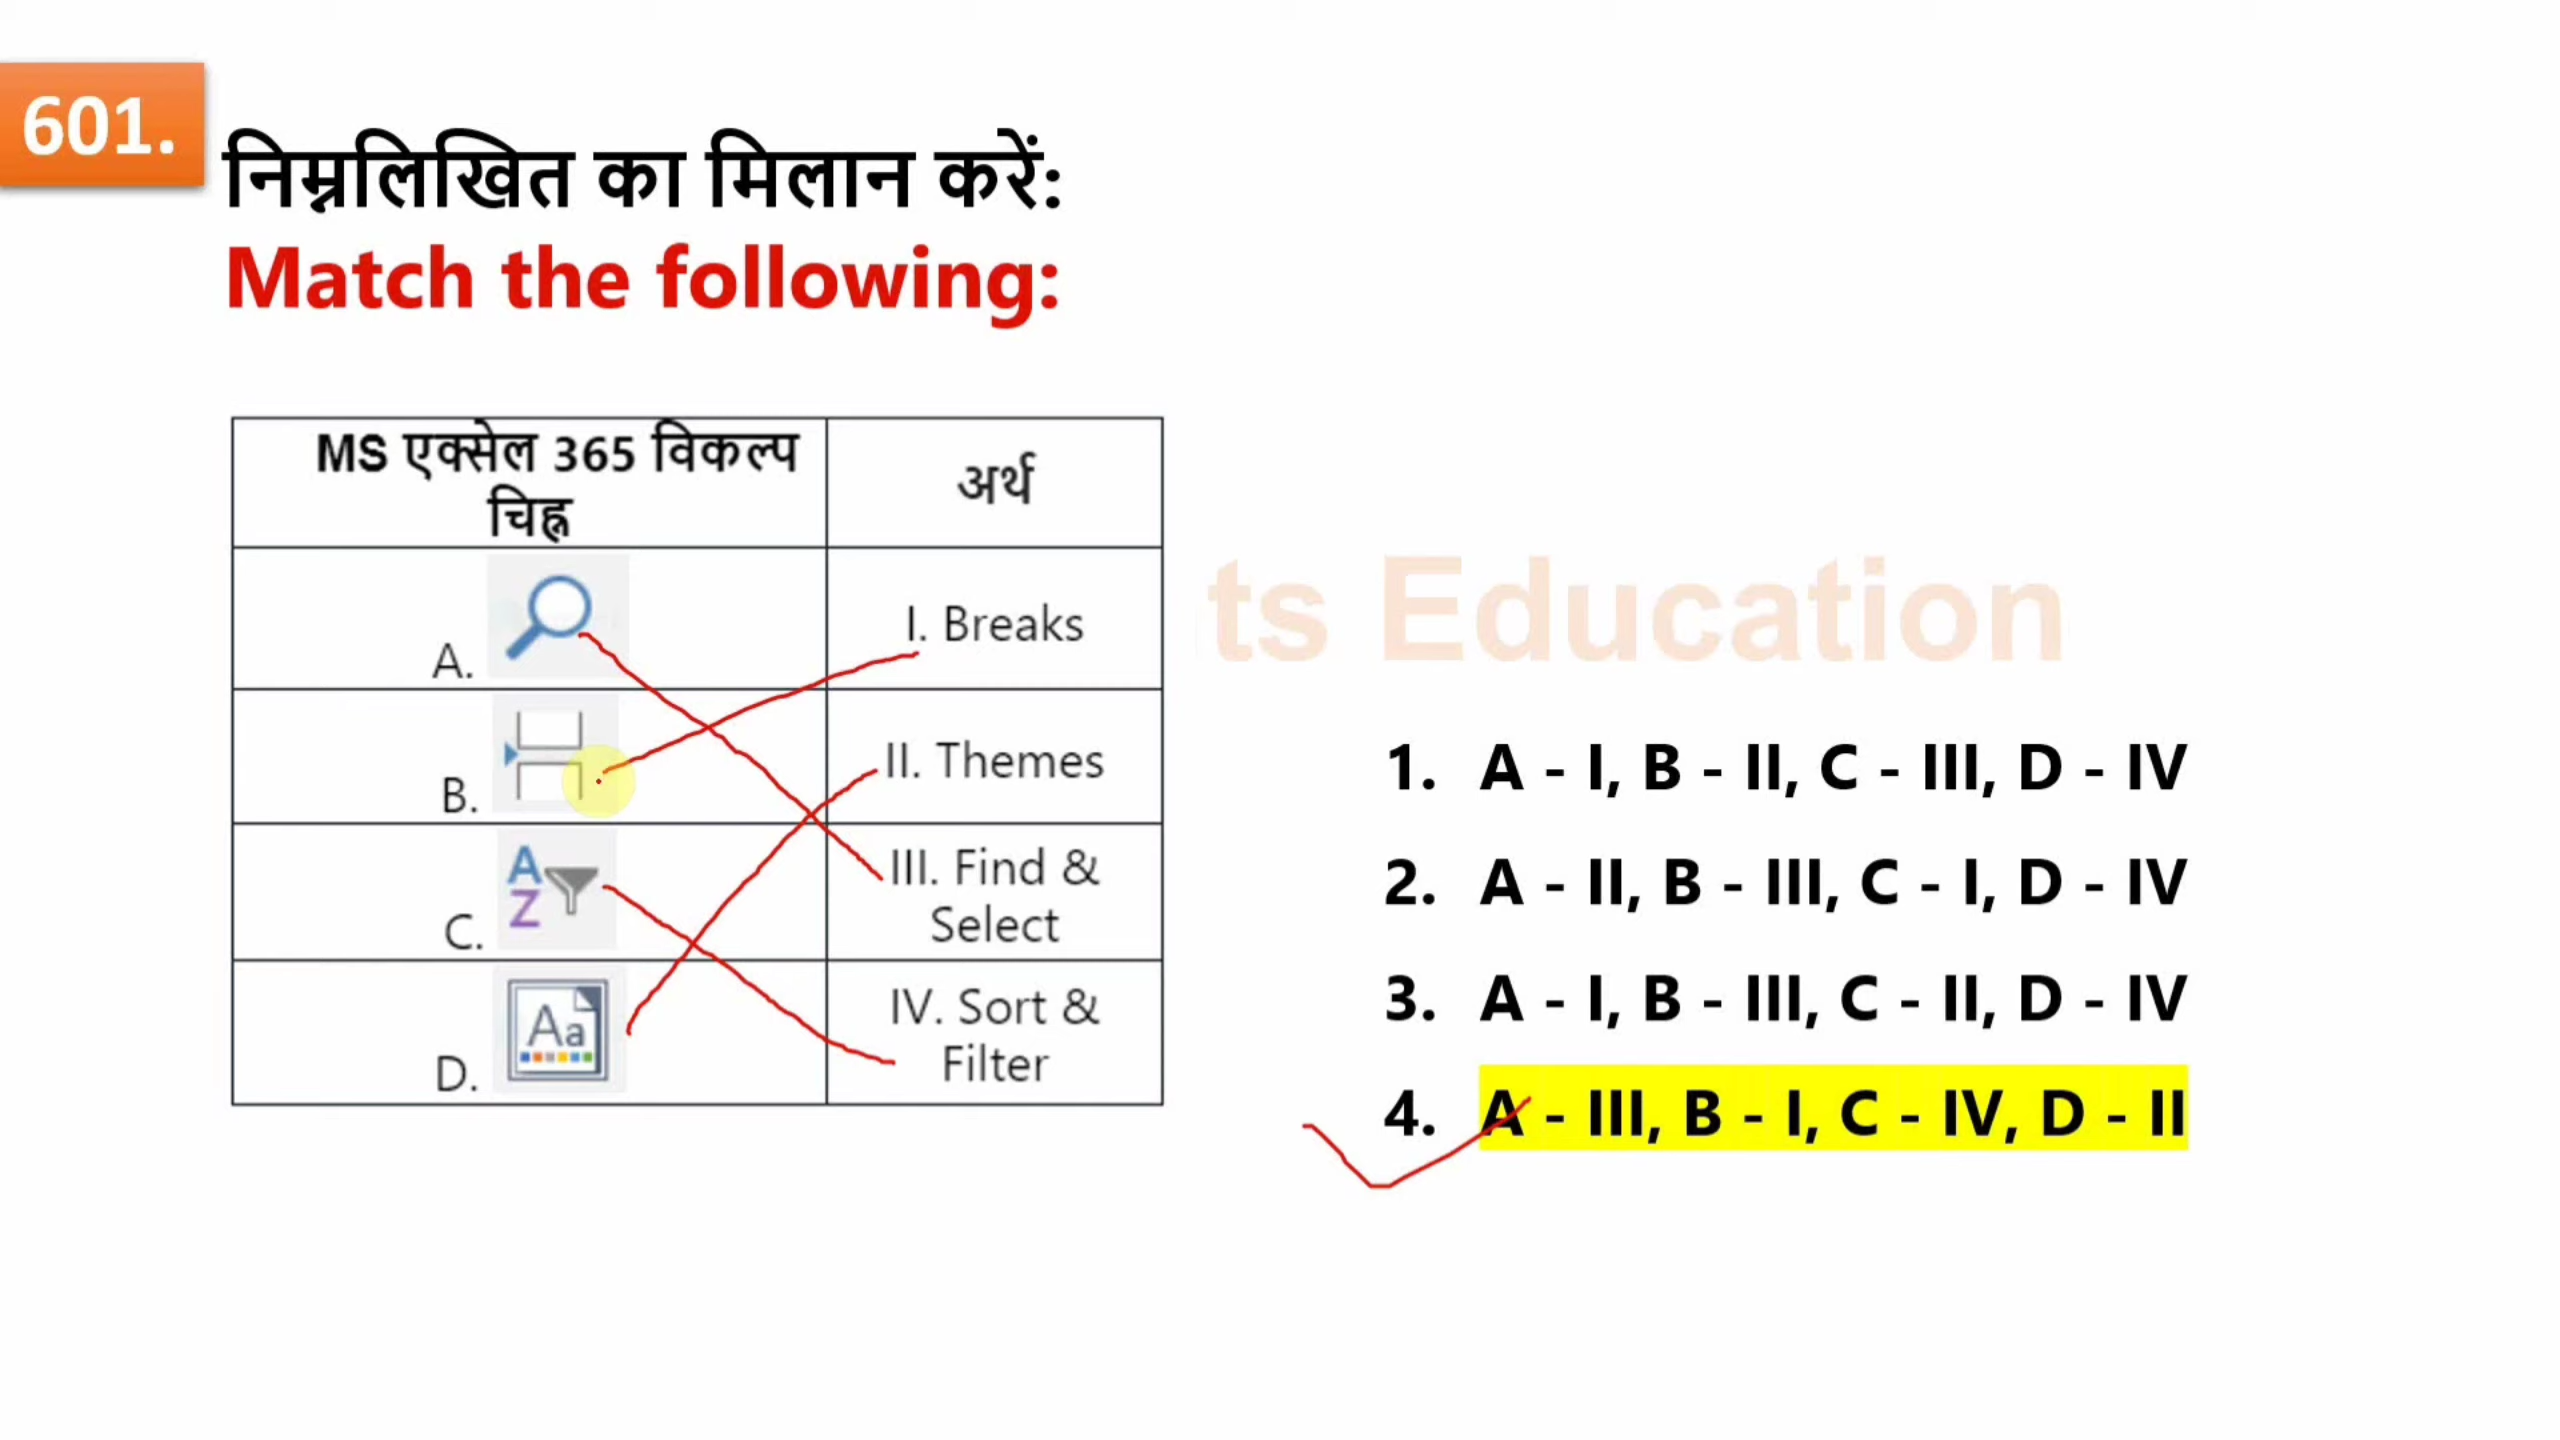 601.
निम्नलिखित का मिलान करें:
Match the following:
MS एक्सेल 365 विकल्प
चिह्न
अर्थ
A.
I. Breaks
B.
II. Themes
A
Z
C.
III. Find &
Select
Aa
D.
IV. Sort &
Filter
ts Education
1. A - I, B - II, C - III, D - IV
2. A - II, B - III, C - I, D - IV
3. A - I, B - III, C - II, D - IV
4. A - III, B - I, C - IV, D - II